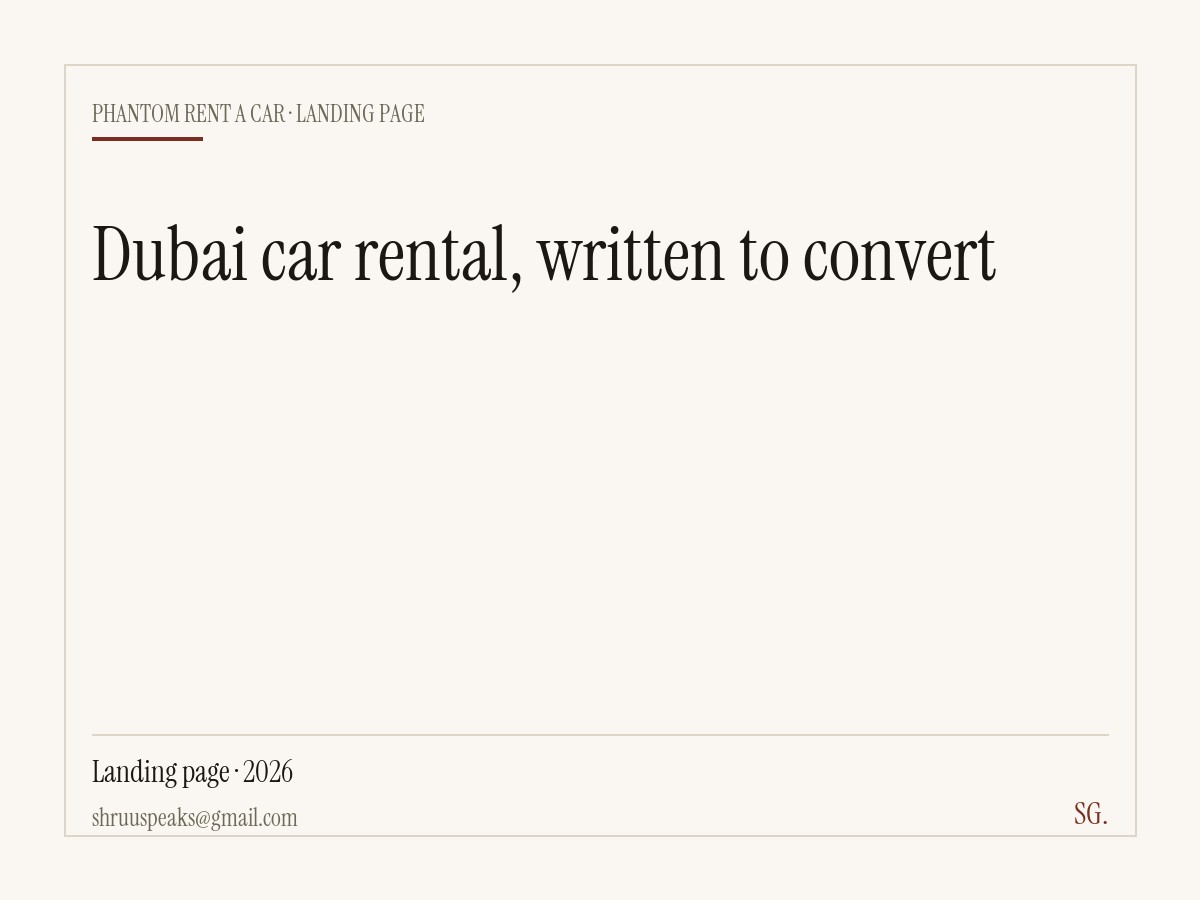 PHANTOM RENT A CAR · LANDING PAGE
Dubai car rental, written to convert
Landing page · 2026
shruuspeaks@gmail.com
SG.